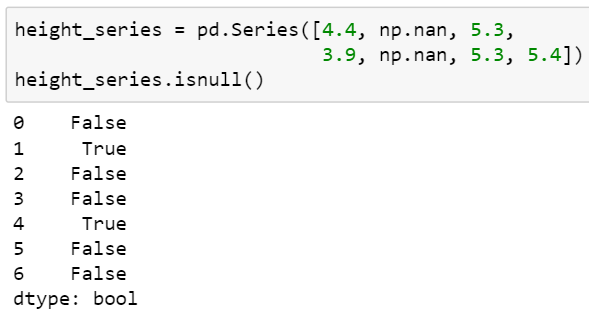 height_series = pd.Series([4.4, np.nan, 5.3,
                           3.9, np.nan, 5.3, 5.4])
height_series.isnull()
0    False
1     True
2    False
3    False
4     True
5    False
6    False
dtype: bool